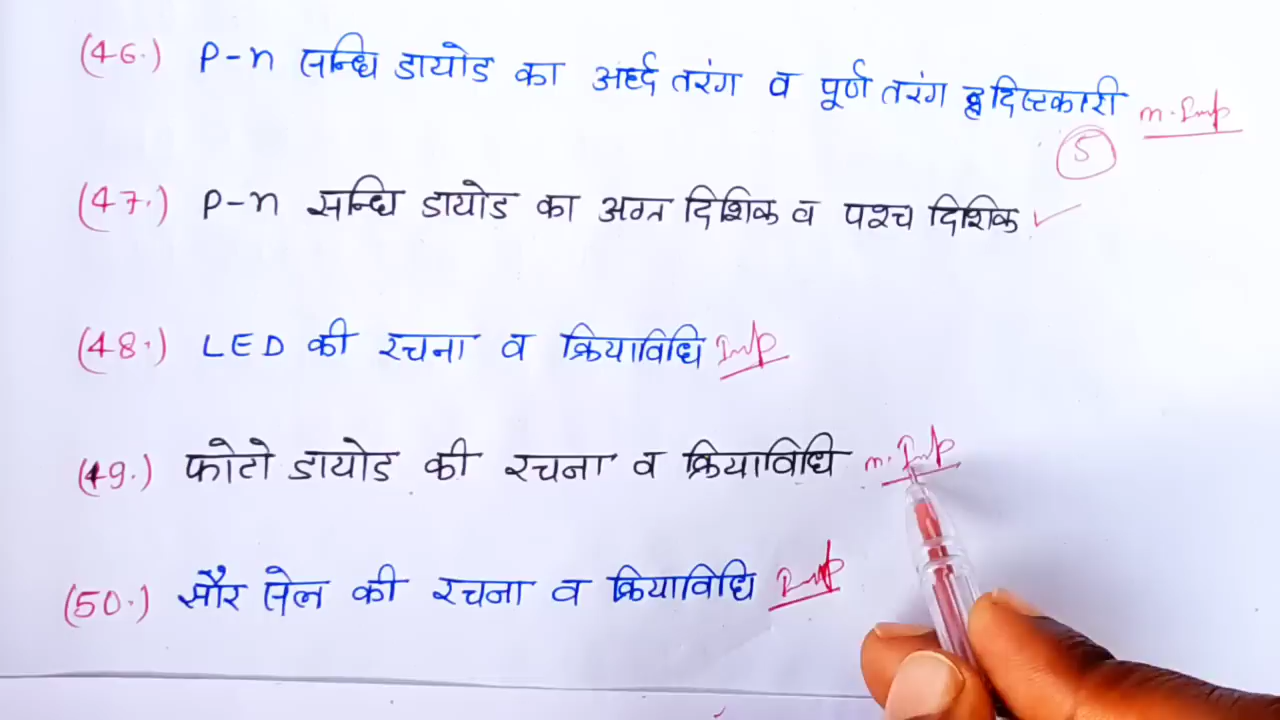 (46.) P-n सन्धि डायोड का अर्द्ध तरंग व पूर्ण तरंग दिस्टकारी m. Imp
5
(47.) P-n सन्धि डायोड का अग्र दिशिक व पश्च दिशिक ✓
(48.) LED की रचना व क्रियाविधि Imp
(49.) फोटो डायोड की रचना व क्रियाविधि m. Imp
(50.) सौर सेल की रचना व क्रियाविधि Imp